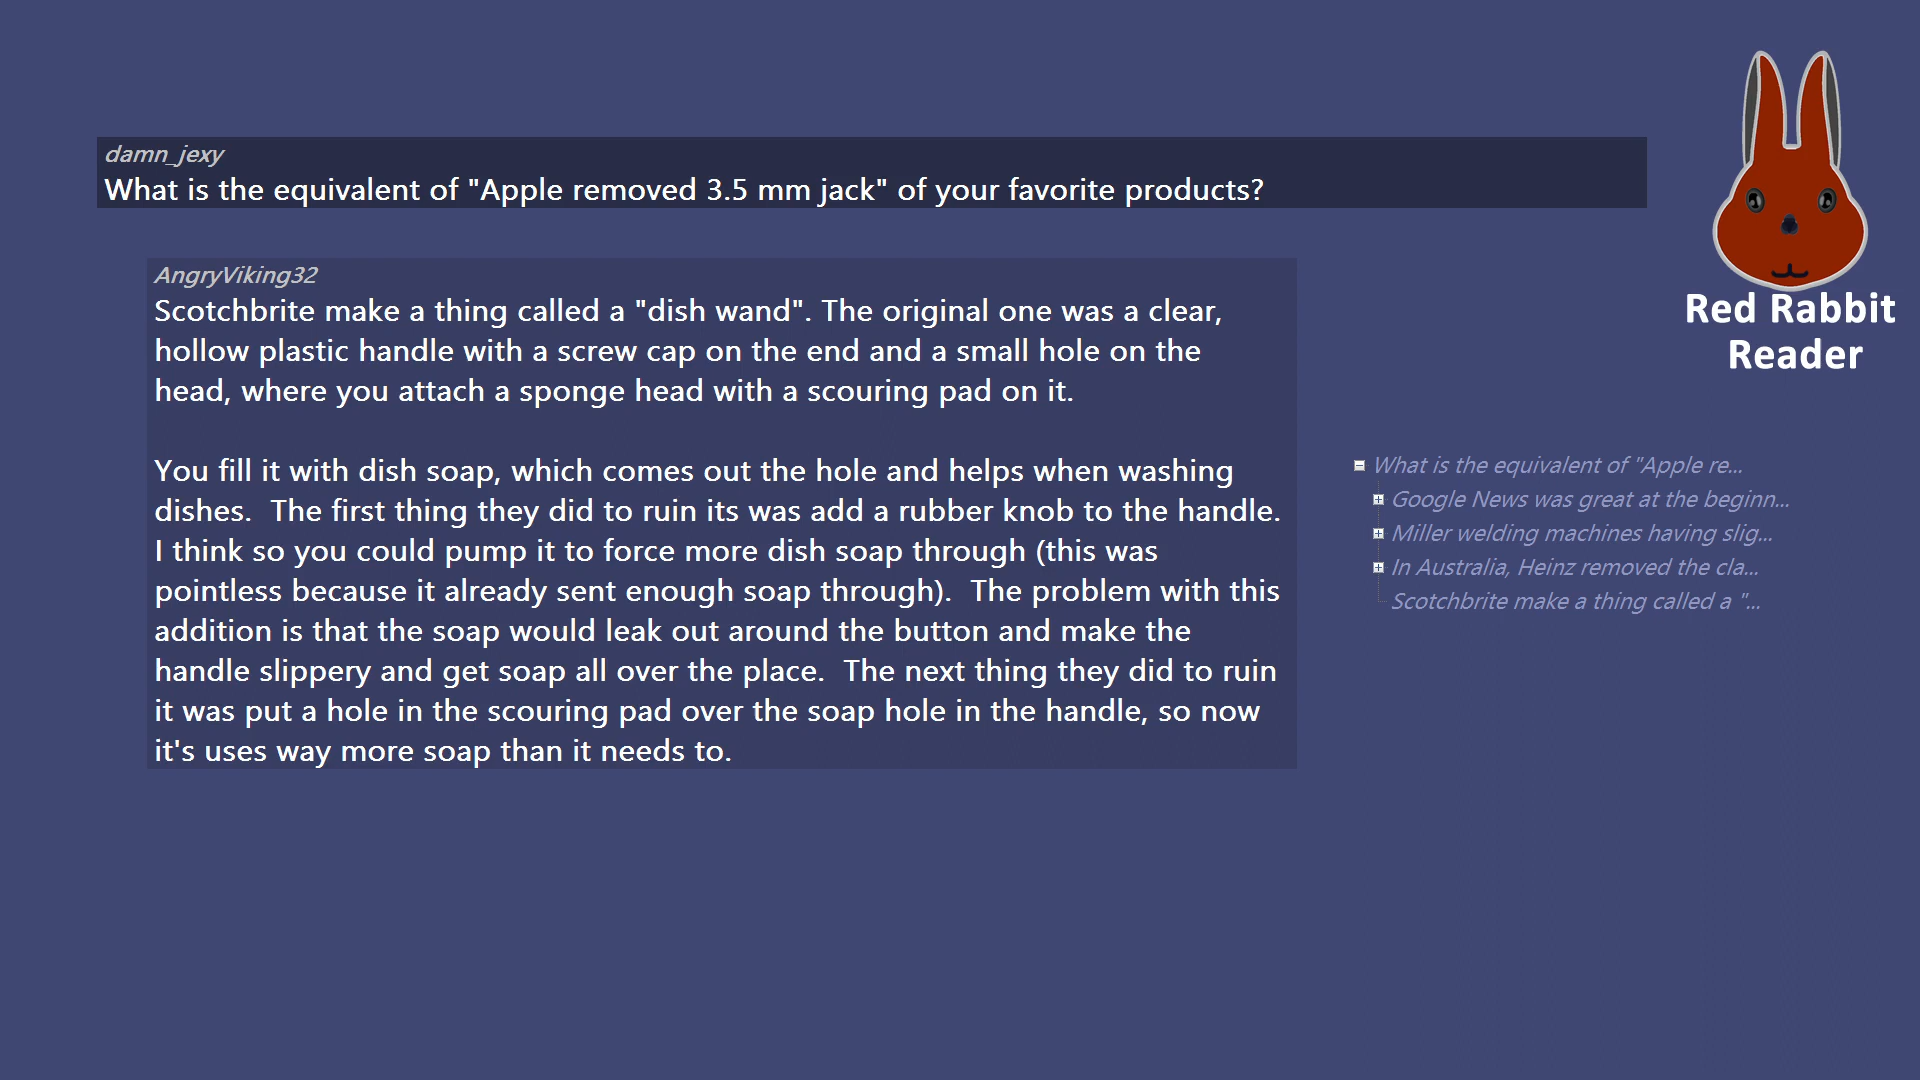 damn_jexy
What is the equivalent of "Apple removed 3.5 mm jack" of your favorite products?
AngryViking32
Scotchbrite make a thing called a "dish wand". The original one was a clear,
hollow plastic handle with a screw cap on the end and a small hole on the
head, where you attach a sponge head with a scouring pad on it.
You fill it with dish soap, which comes out the hole and helps when washing
dishes.  The first thing they did to ruin its was add a rubber knob to the handle.
I think so you could pump it to force more dish soap through (this was
pointless because it already sent enough soap through).  The problem with this
addition is that the soap would leak out around the button and make the
handle slippery and get soap all over the place.  The next thing they did to ruin
it was put a hole in the scouring pad over the soap hole in the handle, so now
it's uses way more soap than it needs to.
Red Rabbit
Reader
What is the equivalent of "Apple re...
Google News was great at the beginn...
Miller welding machines having slig...
In Australia, Heinz removed the cla...
Scotchbrite make a thing called a "...